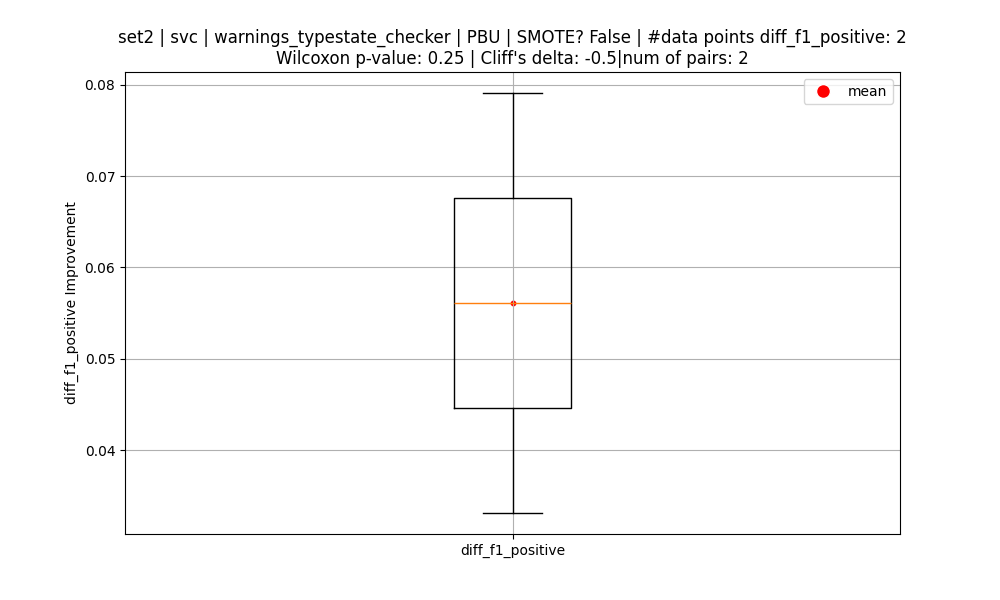 set2 | svc | warnings_typestate_checker | PBU | SMOTE? False | #data points diff_f1_positive: 2
Wilcoxon p-value: 0.25 | Cliff's delta: -0.5|num of pairs: 2
mean
0.08
0.07
0.06
0.05
0.04
diff_f1_positive Improvement
diff_f1_positive